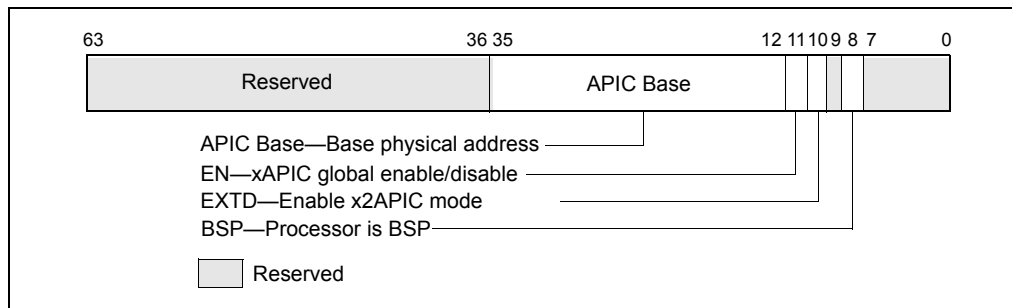 63 36 35 12 11 10 9 8 7 0
Reserved APIC Base
APIC Base—Base physical address
EN—xAPIC global enable/disable
EXTD—Enable x2APIC mode
BSP—Processor is BSP
Reserved